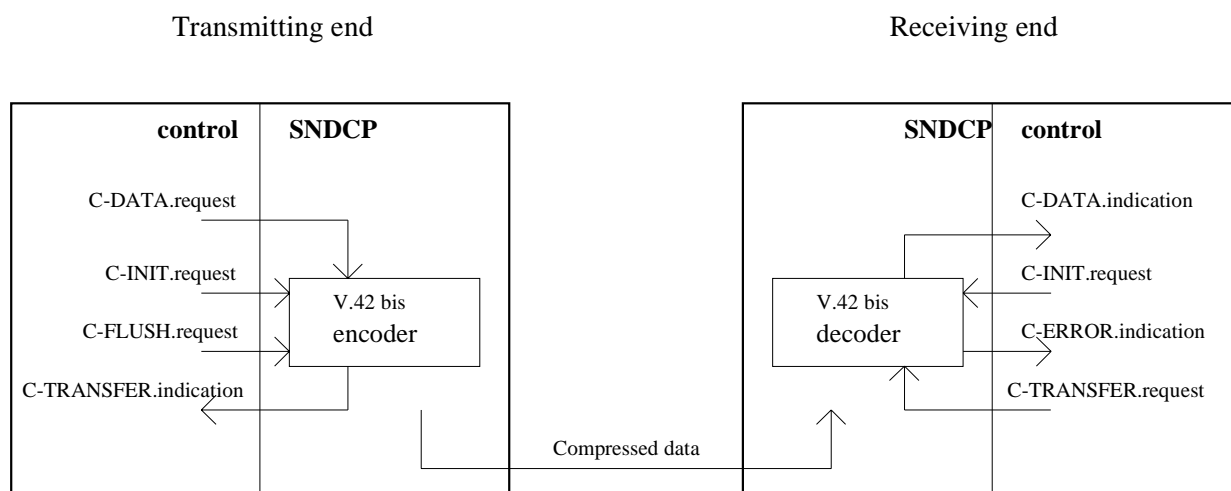 Transmitting end
Receiving end
control
SNDCP
SNDCP
control
C-DATA.request
C-DATA.indication
C-INIT.request
C-INIT.request
V.42 bis
encoder
V.42 bis
decoder
C-FLUSH.request
C-ERROR.indication
C-TRANSFER.indication
C-TRANSFER.request
Compressed data